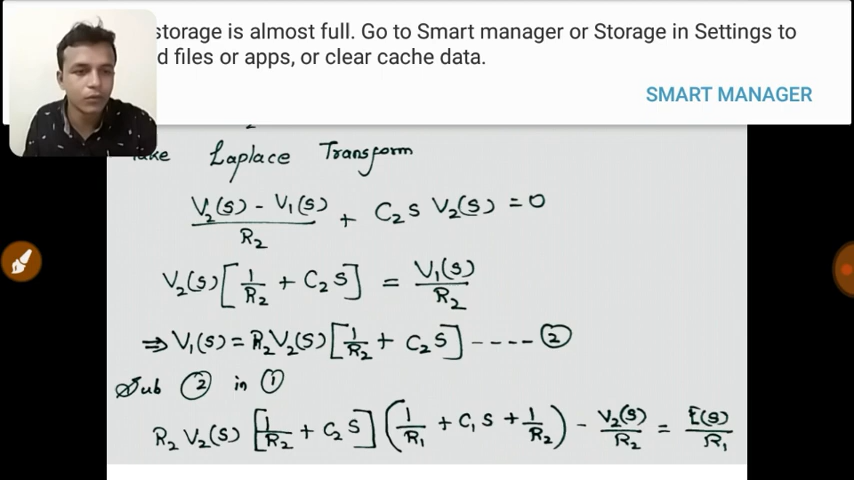 storage is almost full. Go to Smart manager or Storage in Settings to
d files or apps, or clear cache data.
SMART MANAGER
Take Laplace Transform
V₂(S) - V₁(S) / R₂ + C₂S V₂(S) = 0
V₂(S) [1/R₂ + C₂S] = V₁(S)/R₂
⇒ V₁(S) = R₂V₂(S) [1/R₂ + C₂S] ---- ②
Sub ② in ①
R₂ V₂(S) [1/R₂ + C₂S] (1/R₁ + C₁S + 1/R₂) - V₂(S)/R₂ = E(S)/R₁